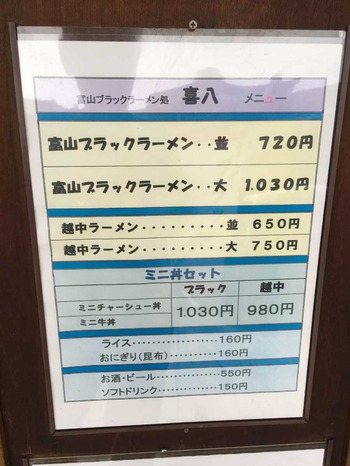 富山ブラックラーメン処 喜八 メニュー
富山ブラックラーメン・・並 720円
富山ブラックラーメン・・大 1.030円
越中ラーメン・・・・・・・・・並 650円
越中ラーメン・・・・・・・・・大 750円
ミニ丼セット
ブラック 越中
ミニチャーシュー丼
ミニ牛丼
1.030円 980円
ライス・・・・・・・・・・・160円
おにぎり(昆布)・・・・・・160円
お酒・ビール・・・・・・・550円
ソフトドリンク・・・・・・150円